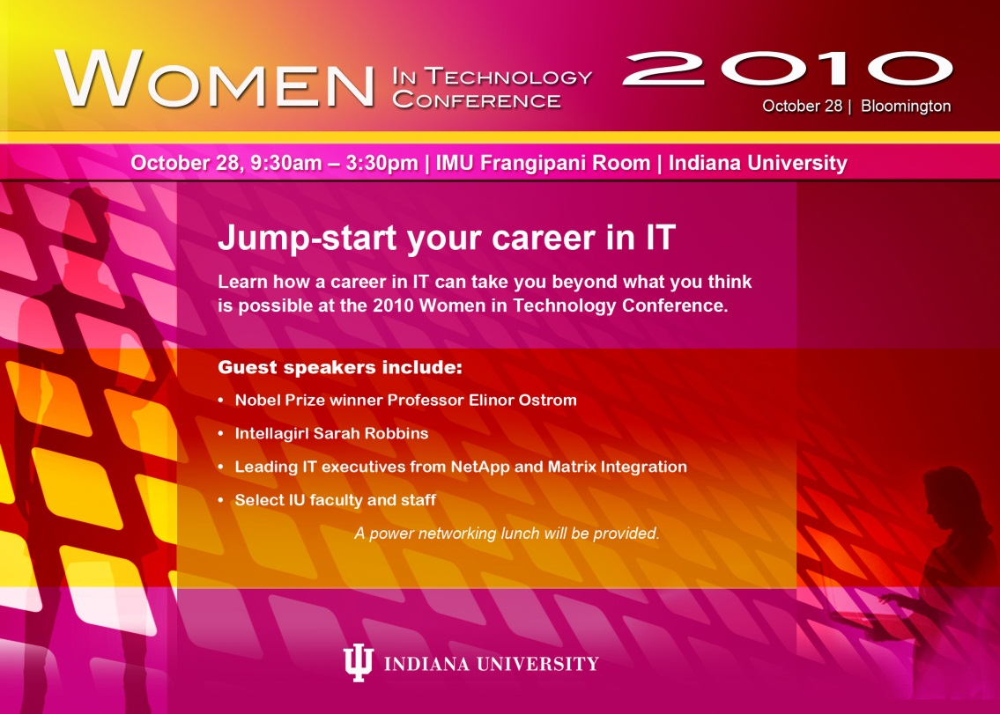 WOMEN IN TECHNOLOGY CONFERENCE
2010
October 28 | Bloomington
October 28, 9:30am – 3:30pm | IMU Frangipani Room | Indiana University
Jump-start your career in IT
Learn how a career in IT can take you beyond what you think
is possible at the 2010 Women in Technology Conference.
Guest speakers include:
• Nobel Prize winner Professor Elinor Ostrom
• Intellagirl Sarah Robbins
• Leading IT executives from NetApp and Matrix Integration
• Select IU faculty and staff
A power networking lunch will be provided.
INDIANA UNIVERSITY